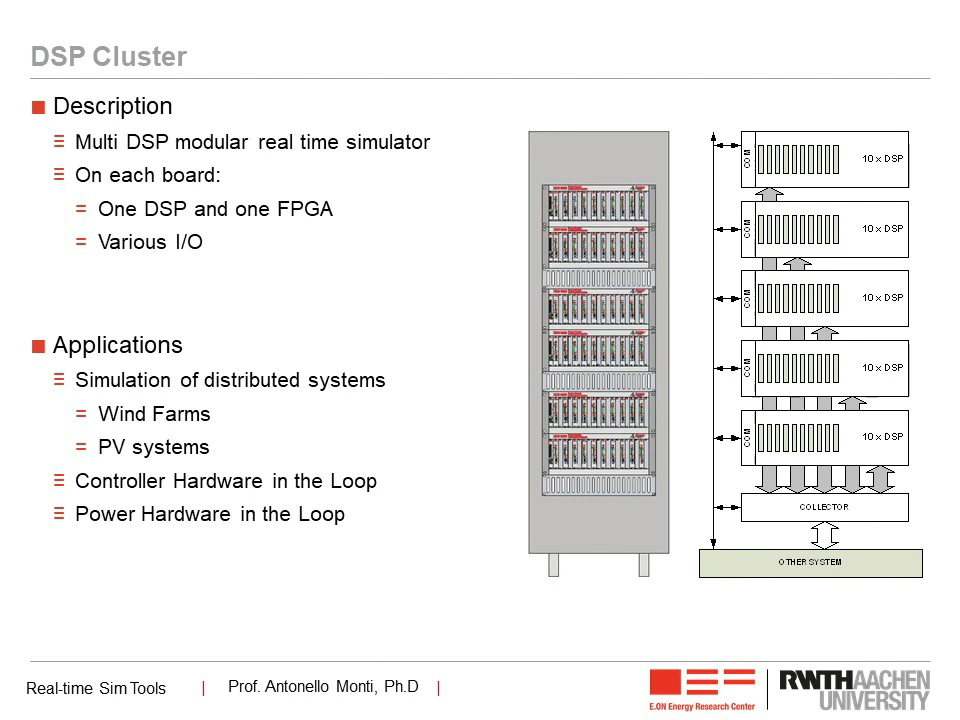 DSP Cluster
Description
Multi DSP modular real time simulator
On each board:
One DSP and one FPGA
Various I/O
Applications
Simulation of distributed systems
Wind Farms
PV systems
Controller Hardware in the Loop
Power Hardware in the Loop
COM
10 x DSP
COM
10 x DSP
COM
10 x DSP
COM
10 x DSP
COM
10 x DSP
COLLECTOR
OTHER SYSTEM
Real-time Sim Tools | Prof. Antonello Monti, Ph.D |
E.ON Energy Research Center
RWTHAACHEN
UNIVERSITY